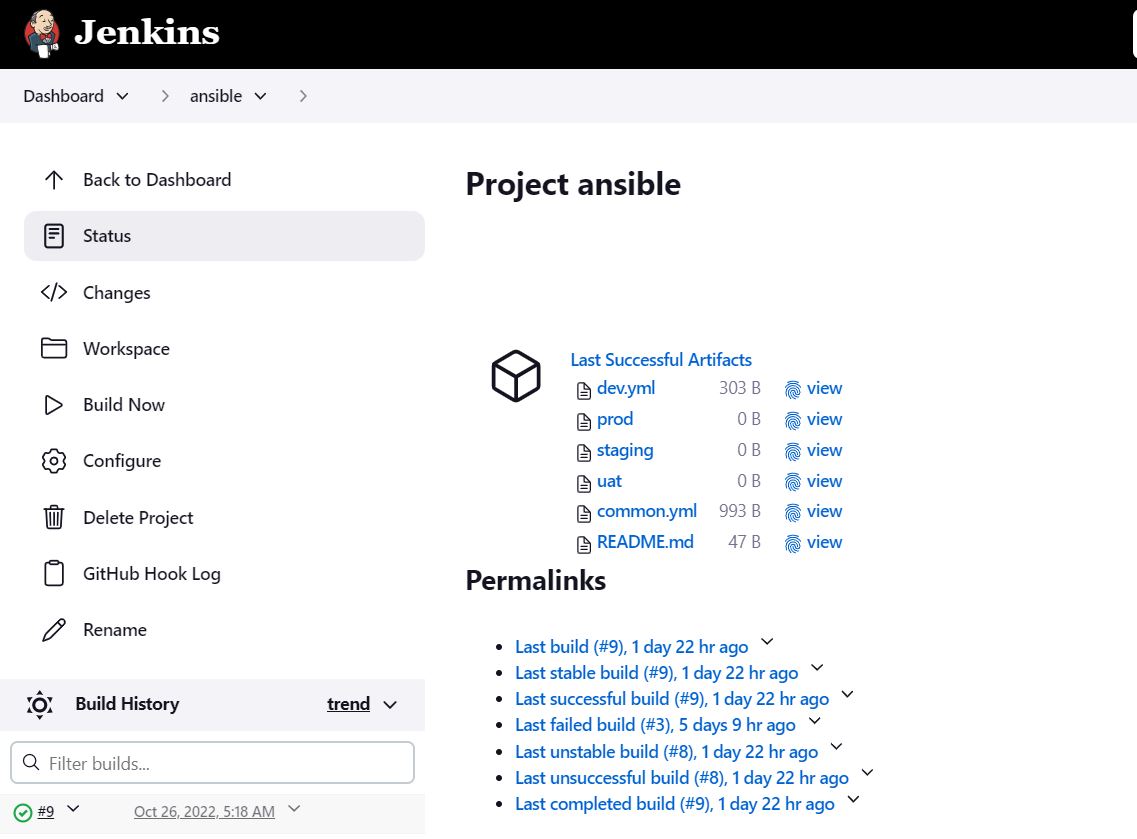 Jenkins
Dashboard
ansible
Back to Dashboard
Status
Changes
Workspace
Build Now
Configure
Delete Project
GitHub Hook Log
Rename
Build History trend
Filter builds...
#9 Oct 26, 2022, 5:18 AM
Project ansible
Last Successful Artifacts
dev.yml 303 B view
prod 0 B view
staging 0 B view
uat 0 B view
common.yml 993 B view
README.md 47 B view
Permalinks
Last build (#9), 1 day 22 hr ago
Last stable build (#9), 1 day 22 hr ago
Last successful build (#9), 1 day 22 hr ago
Last failed build (#3), 5 days 9 hr ago
Last unstable build (#8), 1 day 22 hr ago
Last unsuccessful build (#8), 1 day 22 hr ago
Last completed build (#9), 1 day 22 hr ago